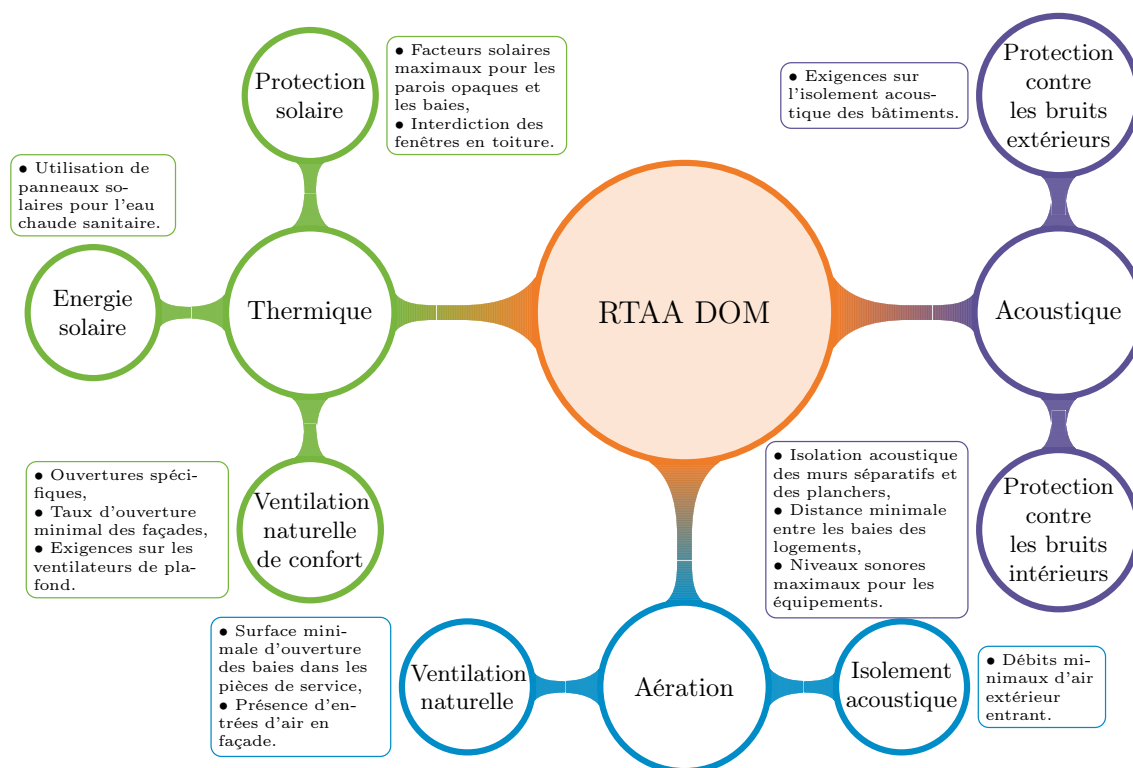 Protection
solaire
● Facteurs solaires
maximaux pour les
parois opaques et
les baies,
● Interdiction des
fenêtres en toiture.
● Exigences sur
l'isolement acous-
tique des bâtiments.
Protection
contre
les bruits
extérieurs
● Utilisation de
panneaux so-
laires pour l'eau
chaude sanitaire.
Energie
solaire
Thermique
RTAA DOM
Acoustique
● Ouvertures spéci-
fiques,
● Taux d'ouverture
minimal des façades,
● Exigences sur les
ventilateurs de pla-
fond.
Ventilation
naturelle
de confort
● Isolation acoustique
des murs séparatifs et
des planchers,
● Distance minimale
entre les baies des
logements,
● Niveaux sonores
maximaux pour les
équipements.
Protection
contre
les bruits
intérieurs
● Surface mini-
male d'ouverture
des baies dans les
pièces de service,
● Présence d'en-
trées d'air en
façade.
Ventilation
naturelle
Aération
Isolement
acoustique
● Débits mi-
nimaux d'air
extérieur
entrant.